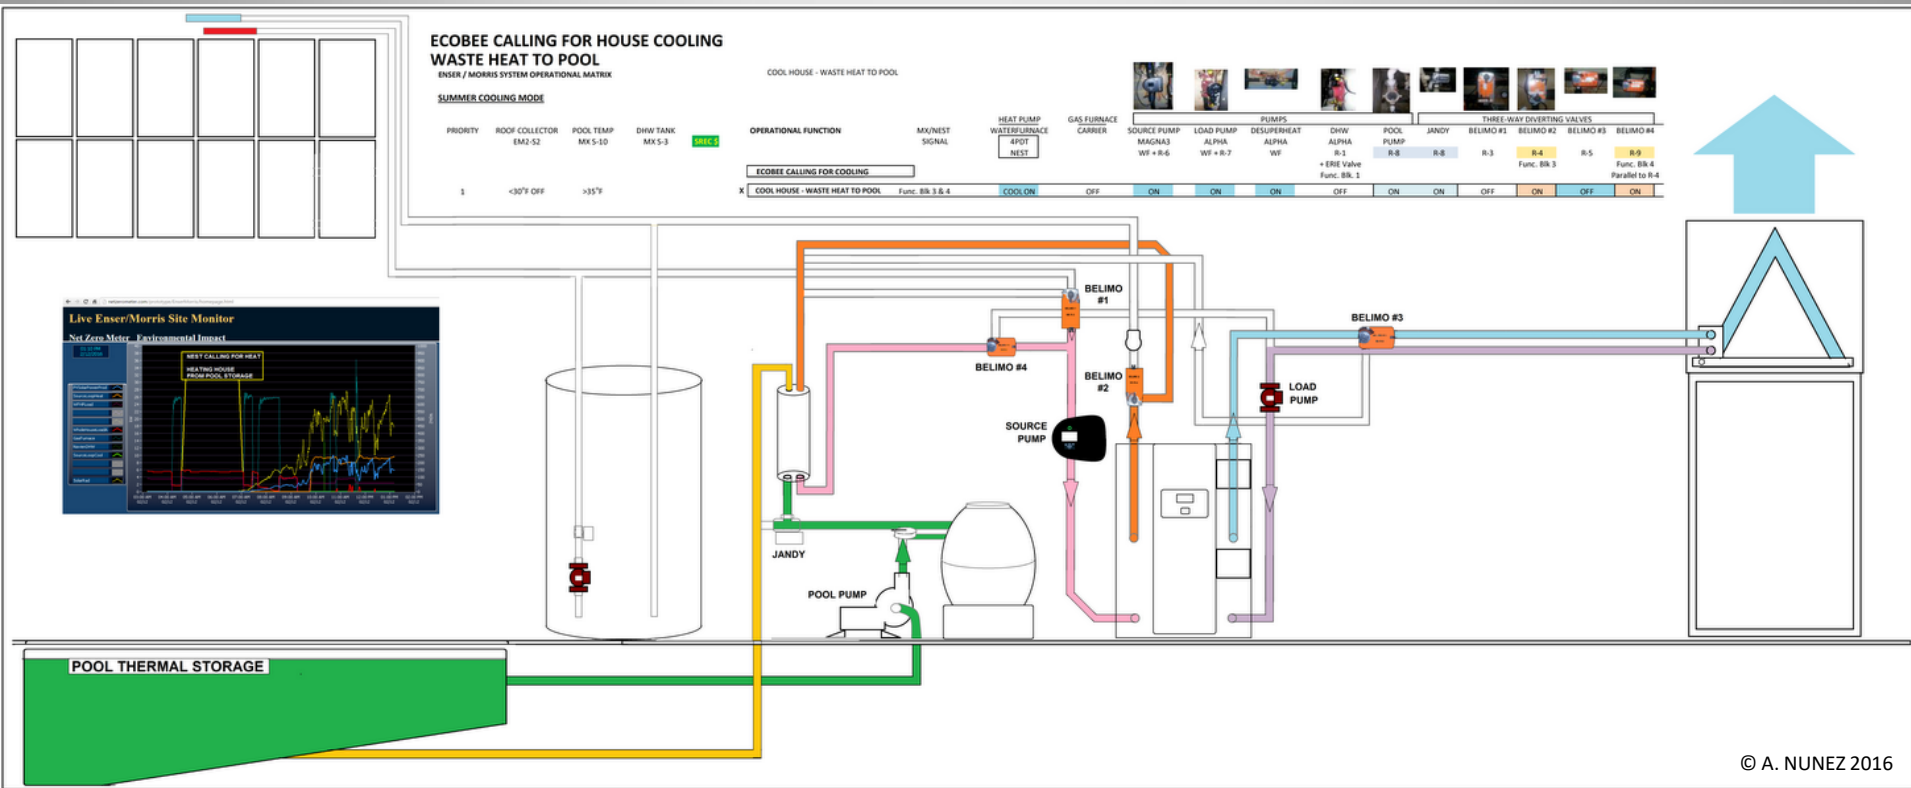 ECOBEE CALLING FOR HOUSE COOLING
WASTE HEAT TO POOL
ENSER / MORRIS SYSTEM OPERATIONAL MATRIX
COOL HOUSE - WASTE HEAT TO POOL
SUMMER COOLING MODE
HEAT PUMP GAS FURNACE PUMPS THREE-WAY DIVERTING VALVES
PRIORITY ROOF COLLECTOR POOL TEMP DHW TANK OPERATIONAL FUNCTION MX/NEST WATERFURNACE CARRIER SOURCE PUMP LOAD PUMP DESUPERHEAT DHW POOL JANDY BELIMO #1 BELIMO #2 BELIMO #3 BELIMO #4
EM2-S2 MX S-10 MX S-3 SREC $ SIGNAL 4PDT MAGNA3 ALPHA ALPHA ALPHA PUMP
NEST WF + R-6 WF + R-7 WF R-1 R-8 R-8 R-3 R-4 R-5 R-9
+ ERIE Valve Func. Blk 3 Func. Blk 4
ECOBEE CALLING FOR COOLING Func. Blk. 1 Parallel to R-4
1 <30°F OFF >35°F X COOL HOUSE - WASTE HEAT TO POOL Func. Blk 3 & 4 COOL ON OFF ON ON ON OFF ON ON OFF ON OFF ON
Live Enser/Morris Site Monitor
Net Zero Meter Environmental Impact
NEST CALLING FOR HEAT
HEATING HOUSE
FROM POOL STORAGE
BELIMO
#1
BELIMO #3
BELIMO #4
BELIMO
#2
LOAD
PUMP
SOURCE
PUMP
JANDY
POOL PUMP
POOL THERMAL STORAGE
© A. NUNEZ 2016